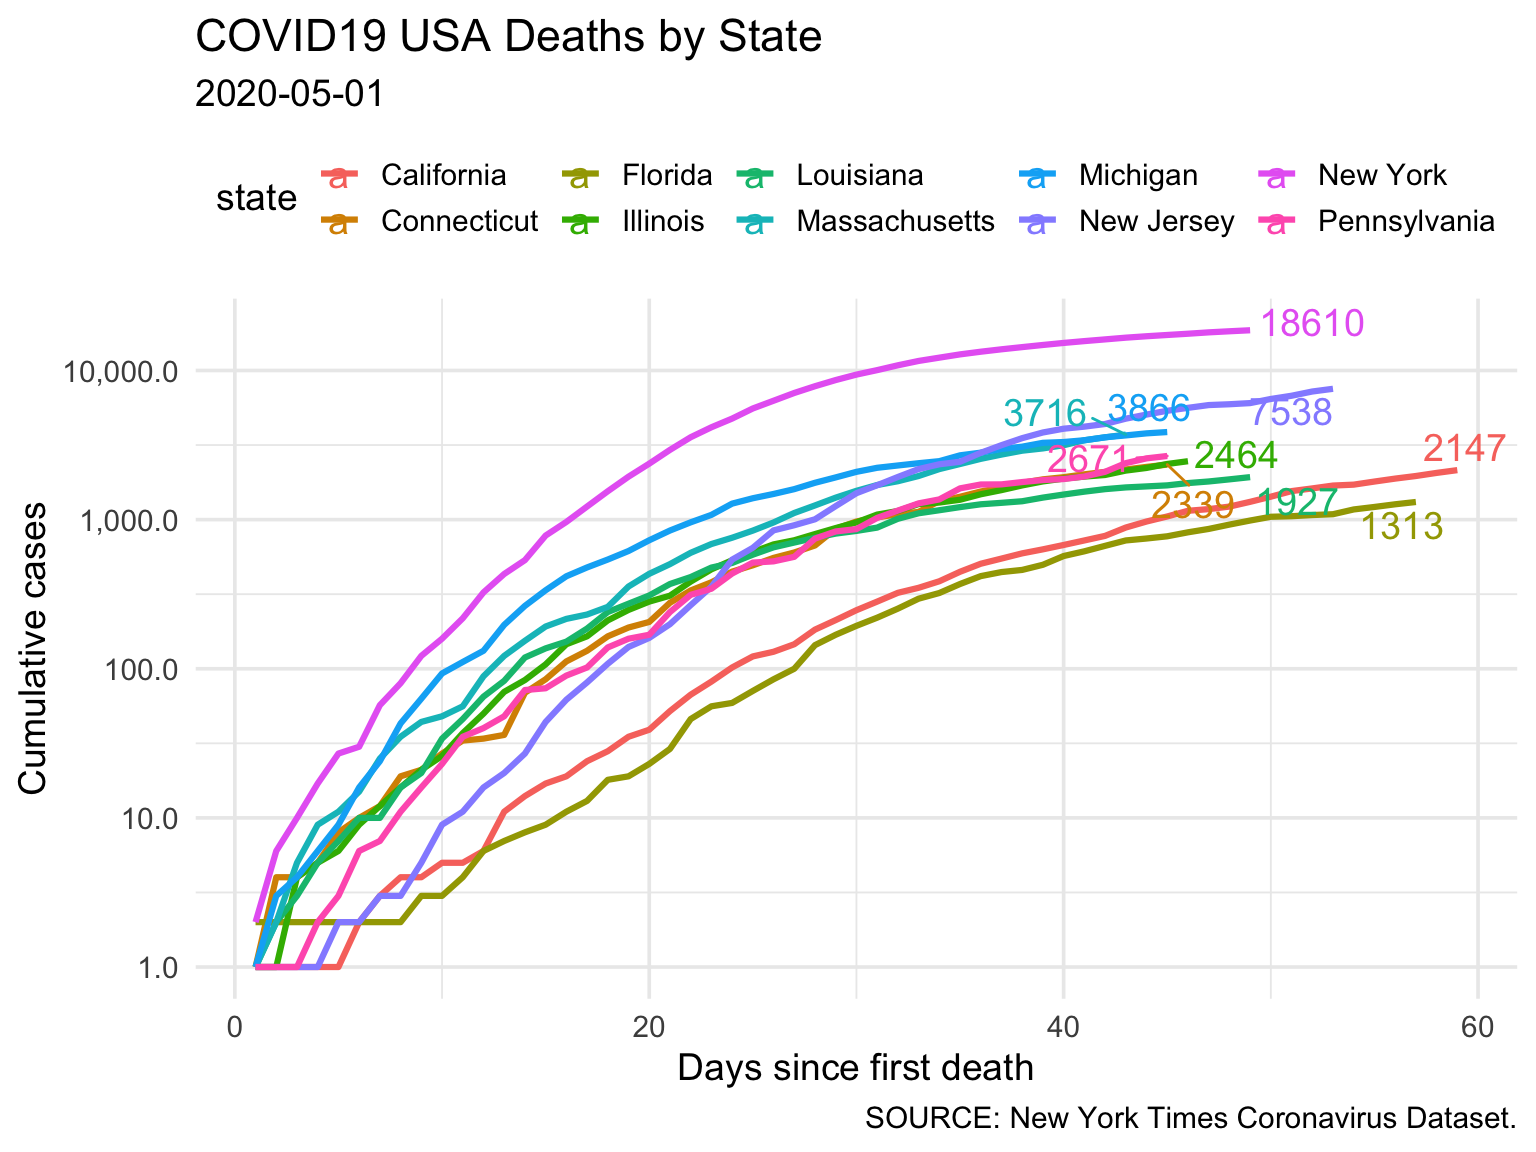 COVID19 USA Deaths by State
2020-05-01
state
a California a Florida a Louisiana a Michigan a New York
a Connecticut a Illinois a Massachusetts a New Jersey a Pennsylvania
18610
10,000.0
3716 3866 7538
2671 2464 2147
2339 1927 1313
1,000.0
100.0
10.0
1.0
Cumulative cases
0 20 40 60
Days since first death
SOURCE: New York Times Coronavirus Dataset.